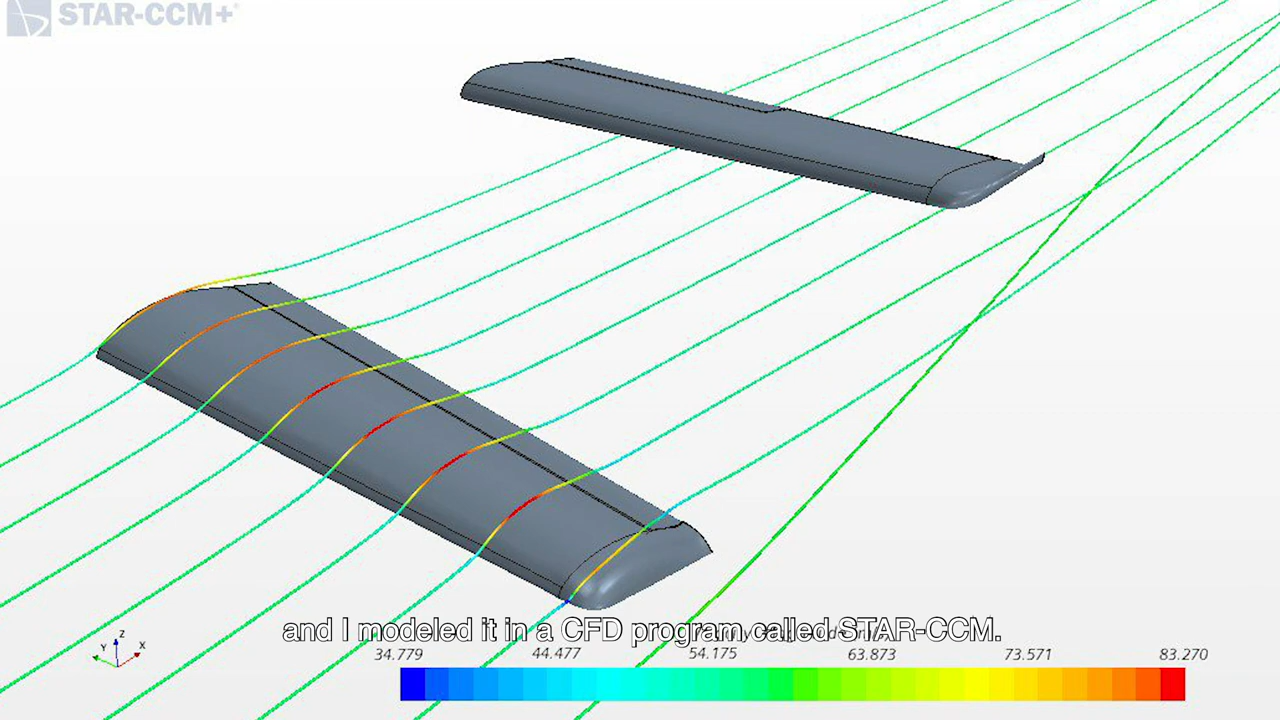 STAR-CCM+
Z
Y X
and I modeled it in a CFD program called STAR-CCM.
34.779 44.477 54.175 63.873 73.571 83.270